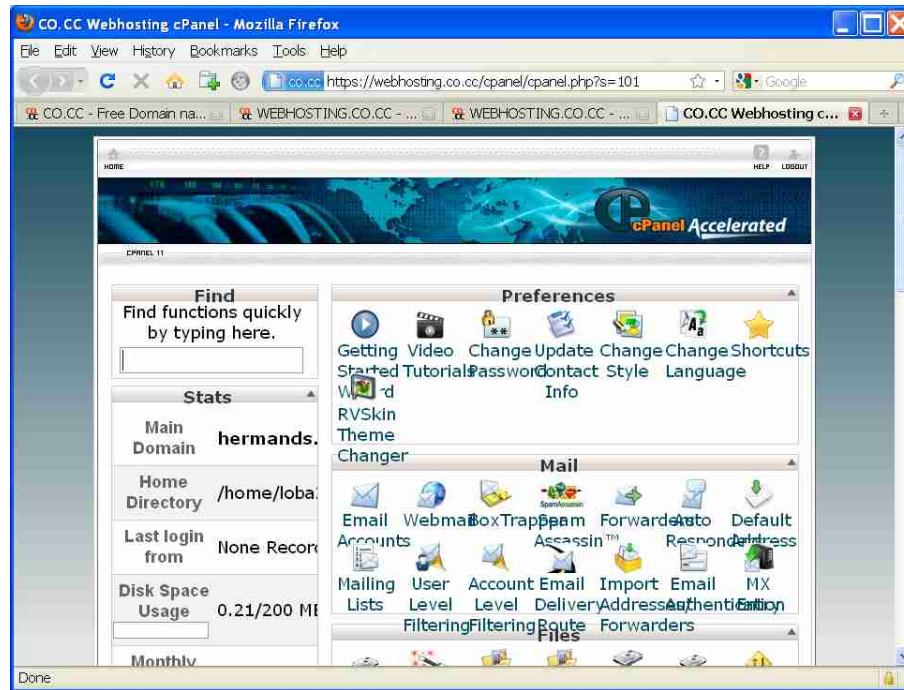 CO.CC Webhosting cPanel - Mozilla Firefox
File Edit View History Bookmarks Tools Help
co.cc https://webhosting.co.cc/cpanel/cpanel.php?s=101 Google
CO.CC - Free Domain na... WEBHOSTING.CO.CC - ... WEBHOSTING.CO.CC - ... CO.CC Webhosting c...
HOME HELP LOGOUT
cPanel Accelerated
CPANEL 11
Find
Find functions quickly
by typing here.
Stats
Main
Domain
hermands.
Home
Directory
/home/loba
Last login
from
None Recor
Disk Space
Usage
0.21/200 M
Monthly
Preferences
Getting Video Change Update Change Change Shortcuts
Started Tutorials Password Contact Style Language
Info
RVSkin
Theme
Changer
Mail
Email Webmail BoxTrapper Spam Forwarders Auto Default
Accounts Assassin™ Responders Address
Mailing User Account Email Import Email MX
Lists Level Level Delivery Addresses/ Authentication Entry
Filtering Filtering Route Forwarders
Files
Done